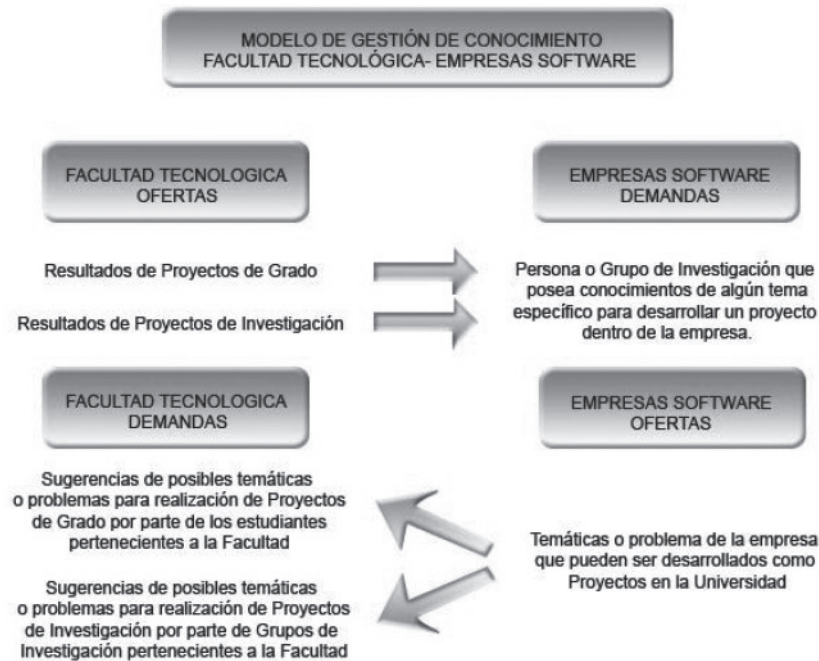 MODELO DE GESTIÓN DE CONOCIMIENTO
FACULTAD TECNOLÓGICA- EMPRESAS SOFTWARE
FACULTAD TECNOLOGICA
OFERTAS
EMPRESAS SOFTWARE
DEMANDAS
Resultados de Proyectos de Grado
Resultados de Proyectos de Investigación
Persona o Grupo de Investigación que
posea conocimientos de algún tema
específico para desarrollar un proyecto
dentro de la empresa.
FACULTAD TECNOLOGICA
DEMANDAS
EMPRESAS SOFTWARE
OFERTAS
Sugerencias de posibles temáticas
o problemas para realización de Proyectos
de Grado por parte de los estudiantes
pertenecientes a la Facultad
Sugerencias de posibles temáticas
o problemas para realización de Proyectos
de Investigación por parte de Grupos de
Investigación pertenecientes a la Facultad
Temáticas o problema de la empresa
que pueden ser desarrollados como
Proyectos en la Universidad